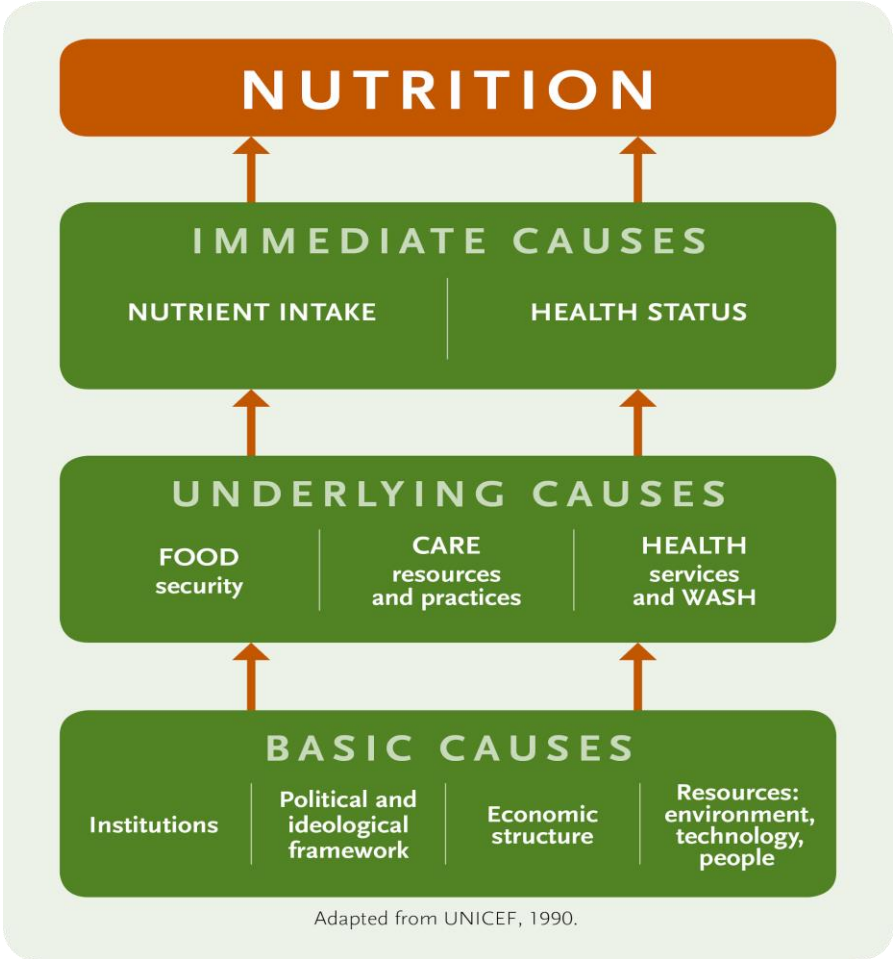 NUTRITION
IMMEDIATE CAUSES
NUTRIENT INTAKE
HEALTH STATUS
UNDERLYING CAUSES
FOOD
security
CARE
resources
and practices
HEALTH
services
and WASH
BASIC CAUSES
Institutions
Political and
ideological
framework
Economic
structure
Resources:
environment,
technology,
people
Adapted from UNICEF, 1990.